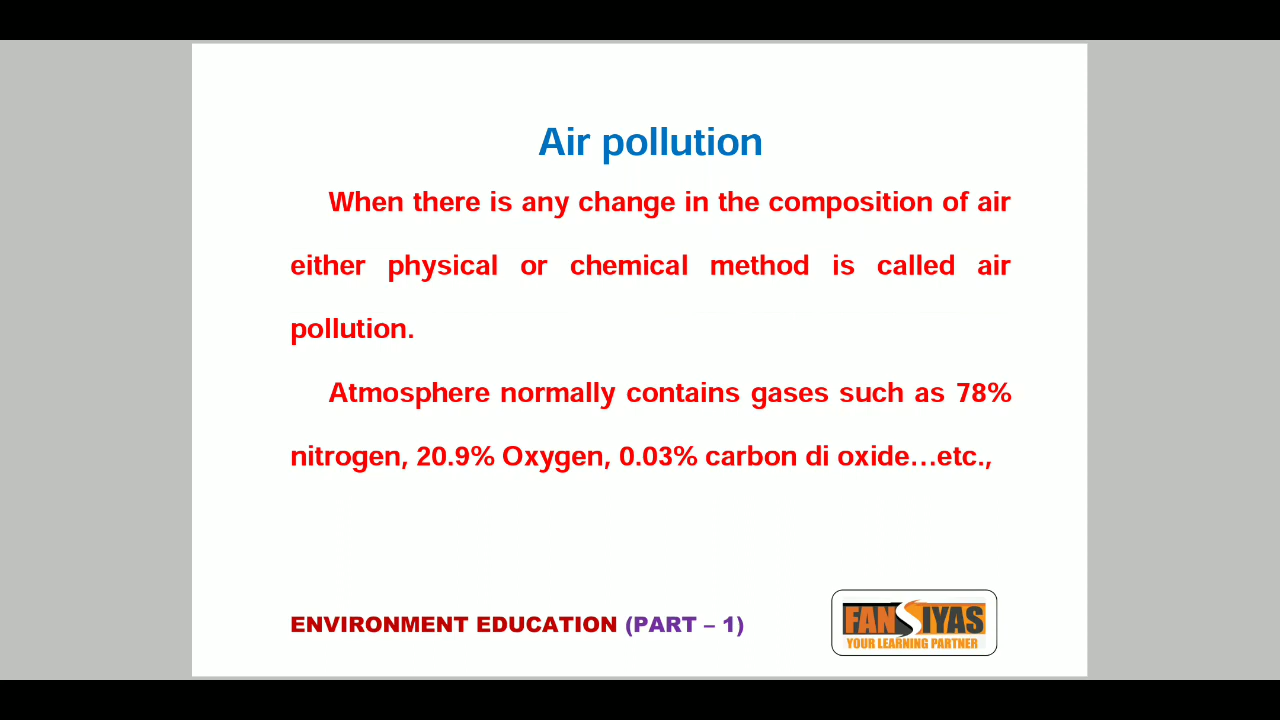 Air pollution
When there is any change in the composition of air
either physical or chemical method is called air
pollution.
Atmosphere normally contains gases such as 78%
nitrogen, 20.9% Oxygen, 0.03% carbon di oxide…etc.,
ENVIRONMENT EDUCATION (PART – 1)
FANSIYAS
YOUR LEARNING PARTNER